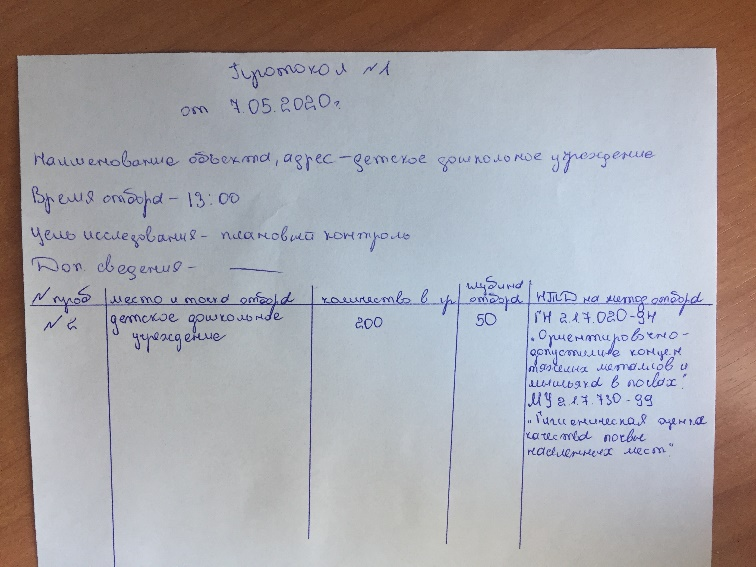 Протокол №1
от 7.05.2020г.
Наименование объекта, адрес – детское дошкольное учреждение
Время отбора – 13:00
Цель исследования – плановый контроль
Доп. сведения – ——
№ проб место и точка отбора количество в гр глубина отбора НТД на метод отбора
№2 детское дошкольное учреждение 200 50 ГН 2.1.7.020-94
„Ориентировочно-
допустимые концен
тяжелых металлов и
мышьяка в почвах".
МУ 2.1.7.730-99
„Гигиеническая оценка
качества почвы
населенных мест"